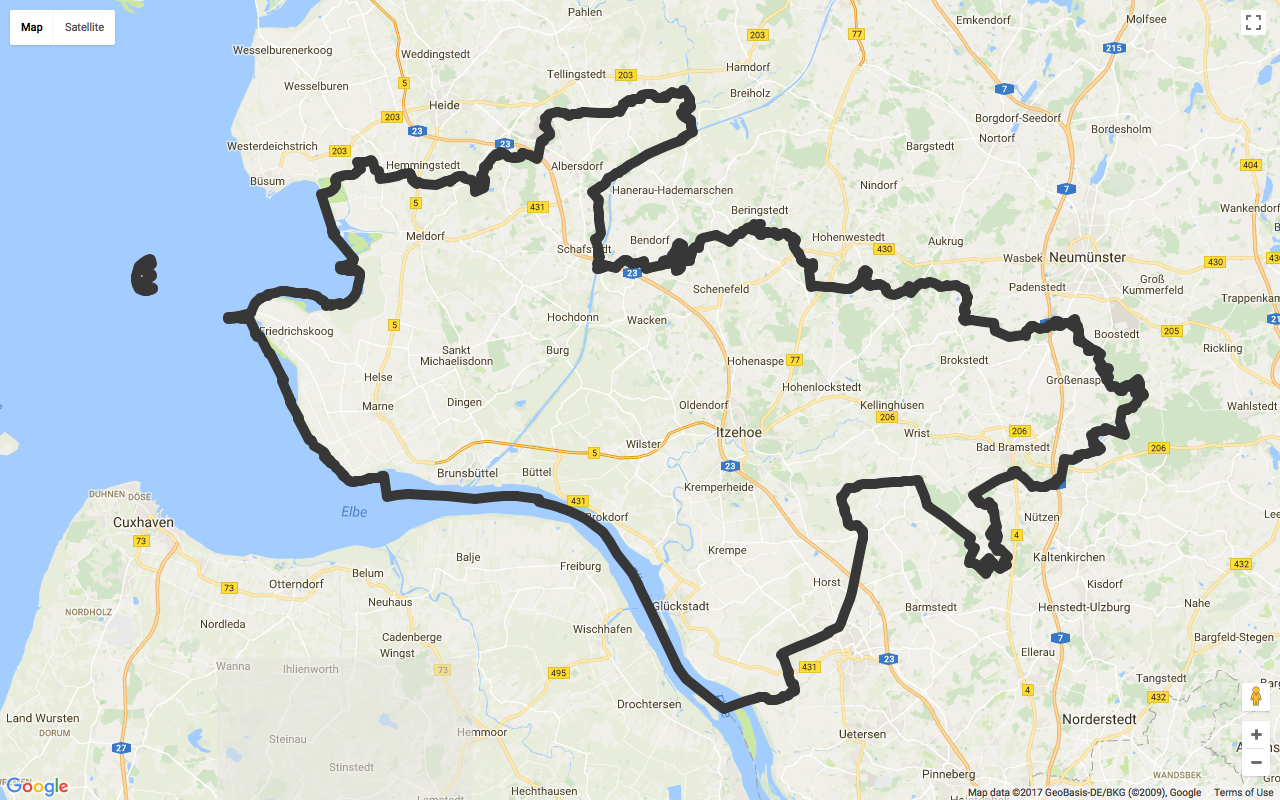 Map
Satellite
Pahlen
Emkendorf
Molfsee
203
77
Wesselburenerkoog
Weddingstedt
215
Tellingstedt
203
Hamdorf
5
Wesselburen
Breiholz
7
Heide
203
Borgdorf-Seedorf
23
Bordesholm
Nortorf
Westerdeichstrich
203
23
Bargstedt
Hemmingstedt
Albersdorf
404
Büsum
Nindorf
7
Hanerau-Hademarschen
5
431
Beringstedt
Wankendorf
Meldorf
Bendorf
Hohenwestedt
Aukrug
Schafstedt
430
Wasbek
Neumünster
430
430
23
Groß
Kummerfeld
Schenefeld
Padenstedt
Trappenkam
Hochdonn
Wacken
21
Friedrichskoog
5
205
Boostedt
Sankt
Michaelisdonn
Burg
Hohenaspe
77
Brokstedt
Rickling
Helse
Hohenlockstedt
Großenaspe
Marne
Dingen
Oldendorf
Kellinghusen
Wahlstedt
206
Itzehoe
Wrist
206
Wilster
Bad Bramstedt
206
5
23
Brunsbüttel
Büttel
Kremperheide
DUHNEN
DÖSE
431
Elbe
Brokdorf
Nützen
Lee
Cuxhaven
4
73
Krempe
Balje
Kaltenkirchen
432
Freiburg
Belum
Otterndorf
73
Horst
Kisdorf
Neuhaus
NORDHOLZ
Glückstadt
Barmstedt
Henstedt-Ulzburg
Nahe
Nordleda
Wischhafen
Cadenberge
7
Bargfeld-Stegen
Wingst
Ellerau
Wanna
Ihlienworth
73
495
431
23
Tangstedt
4
432
Drochtersen
Land Wursten
Norderstedt
DORUM
Hemmoor
Uetersen
Steinau
27
Stinstedt
Pinneberg
WANDSBEK
Google
Lamstedt
Hechthausen
Map data ©2017 GeoBasis-DE/BKG (©2009), Google
Terms of Use